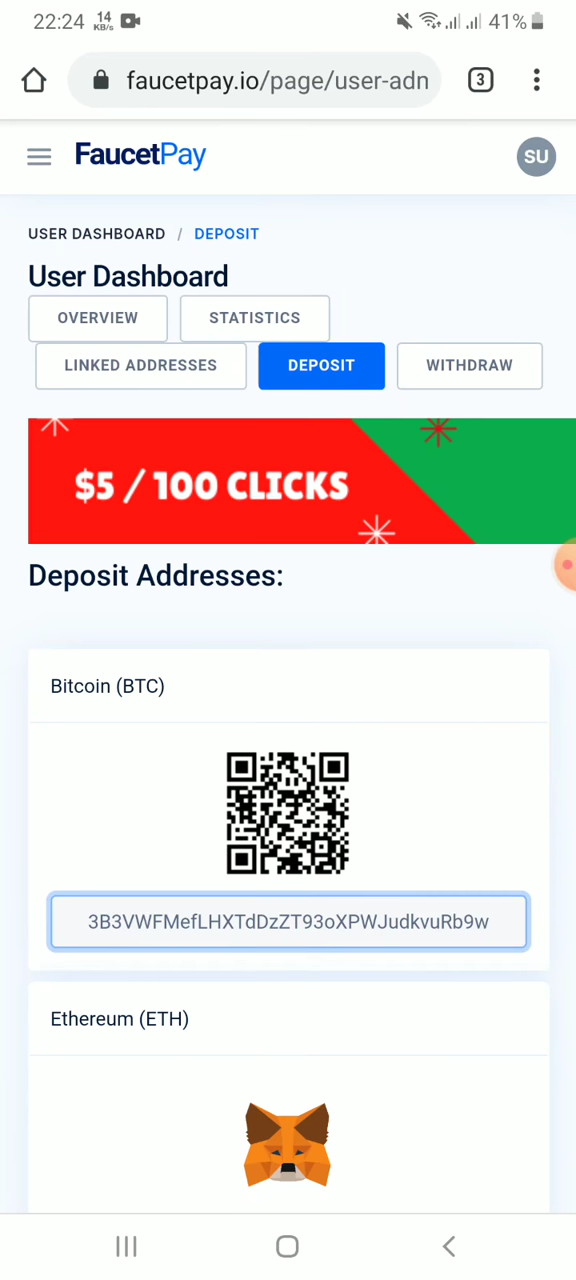 22:24 14 KB/s 41%
faucetpay.io/page/user-adn 3
FaucetPay SU
USER DASHBOARD / DEPOSIT
User Dashboard
OVERVIEW STATISTICS
LINKED ADDRESSES DEPOSIT WITHDRAW
$5 / 100 CLICKS
Deposit Addresses:
Bitcoin (BTC)
3B3VWFMefLHXTdDzZT93oXPWJudkvuRb9w
Ethereum (ETH)